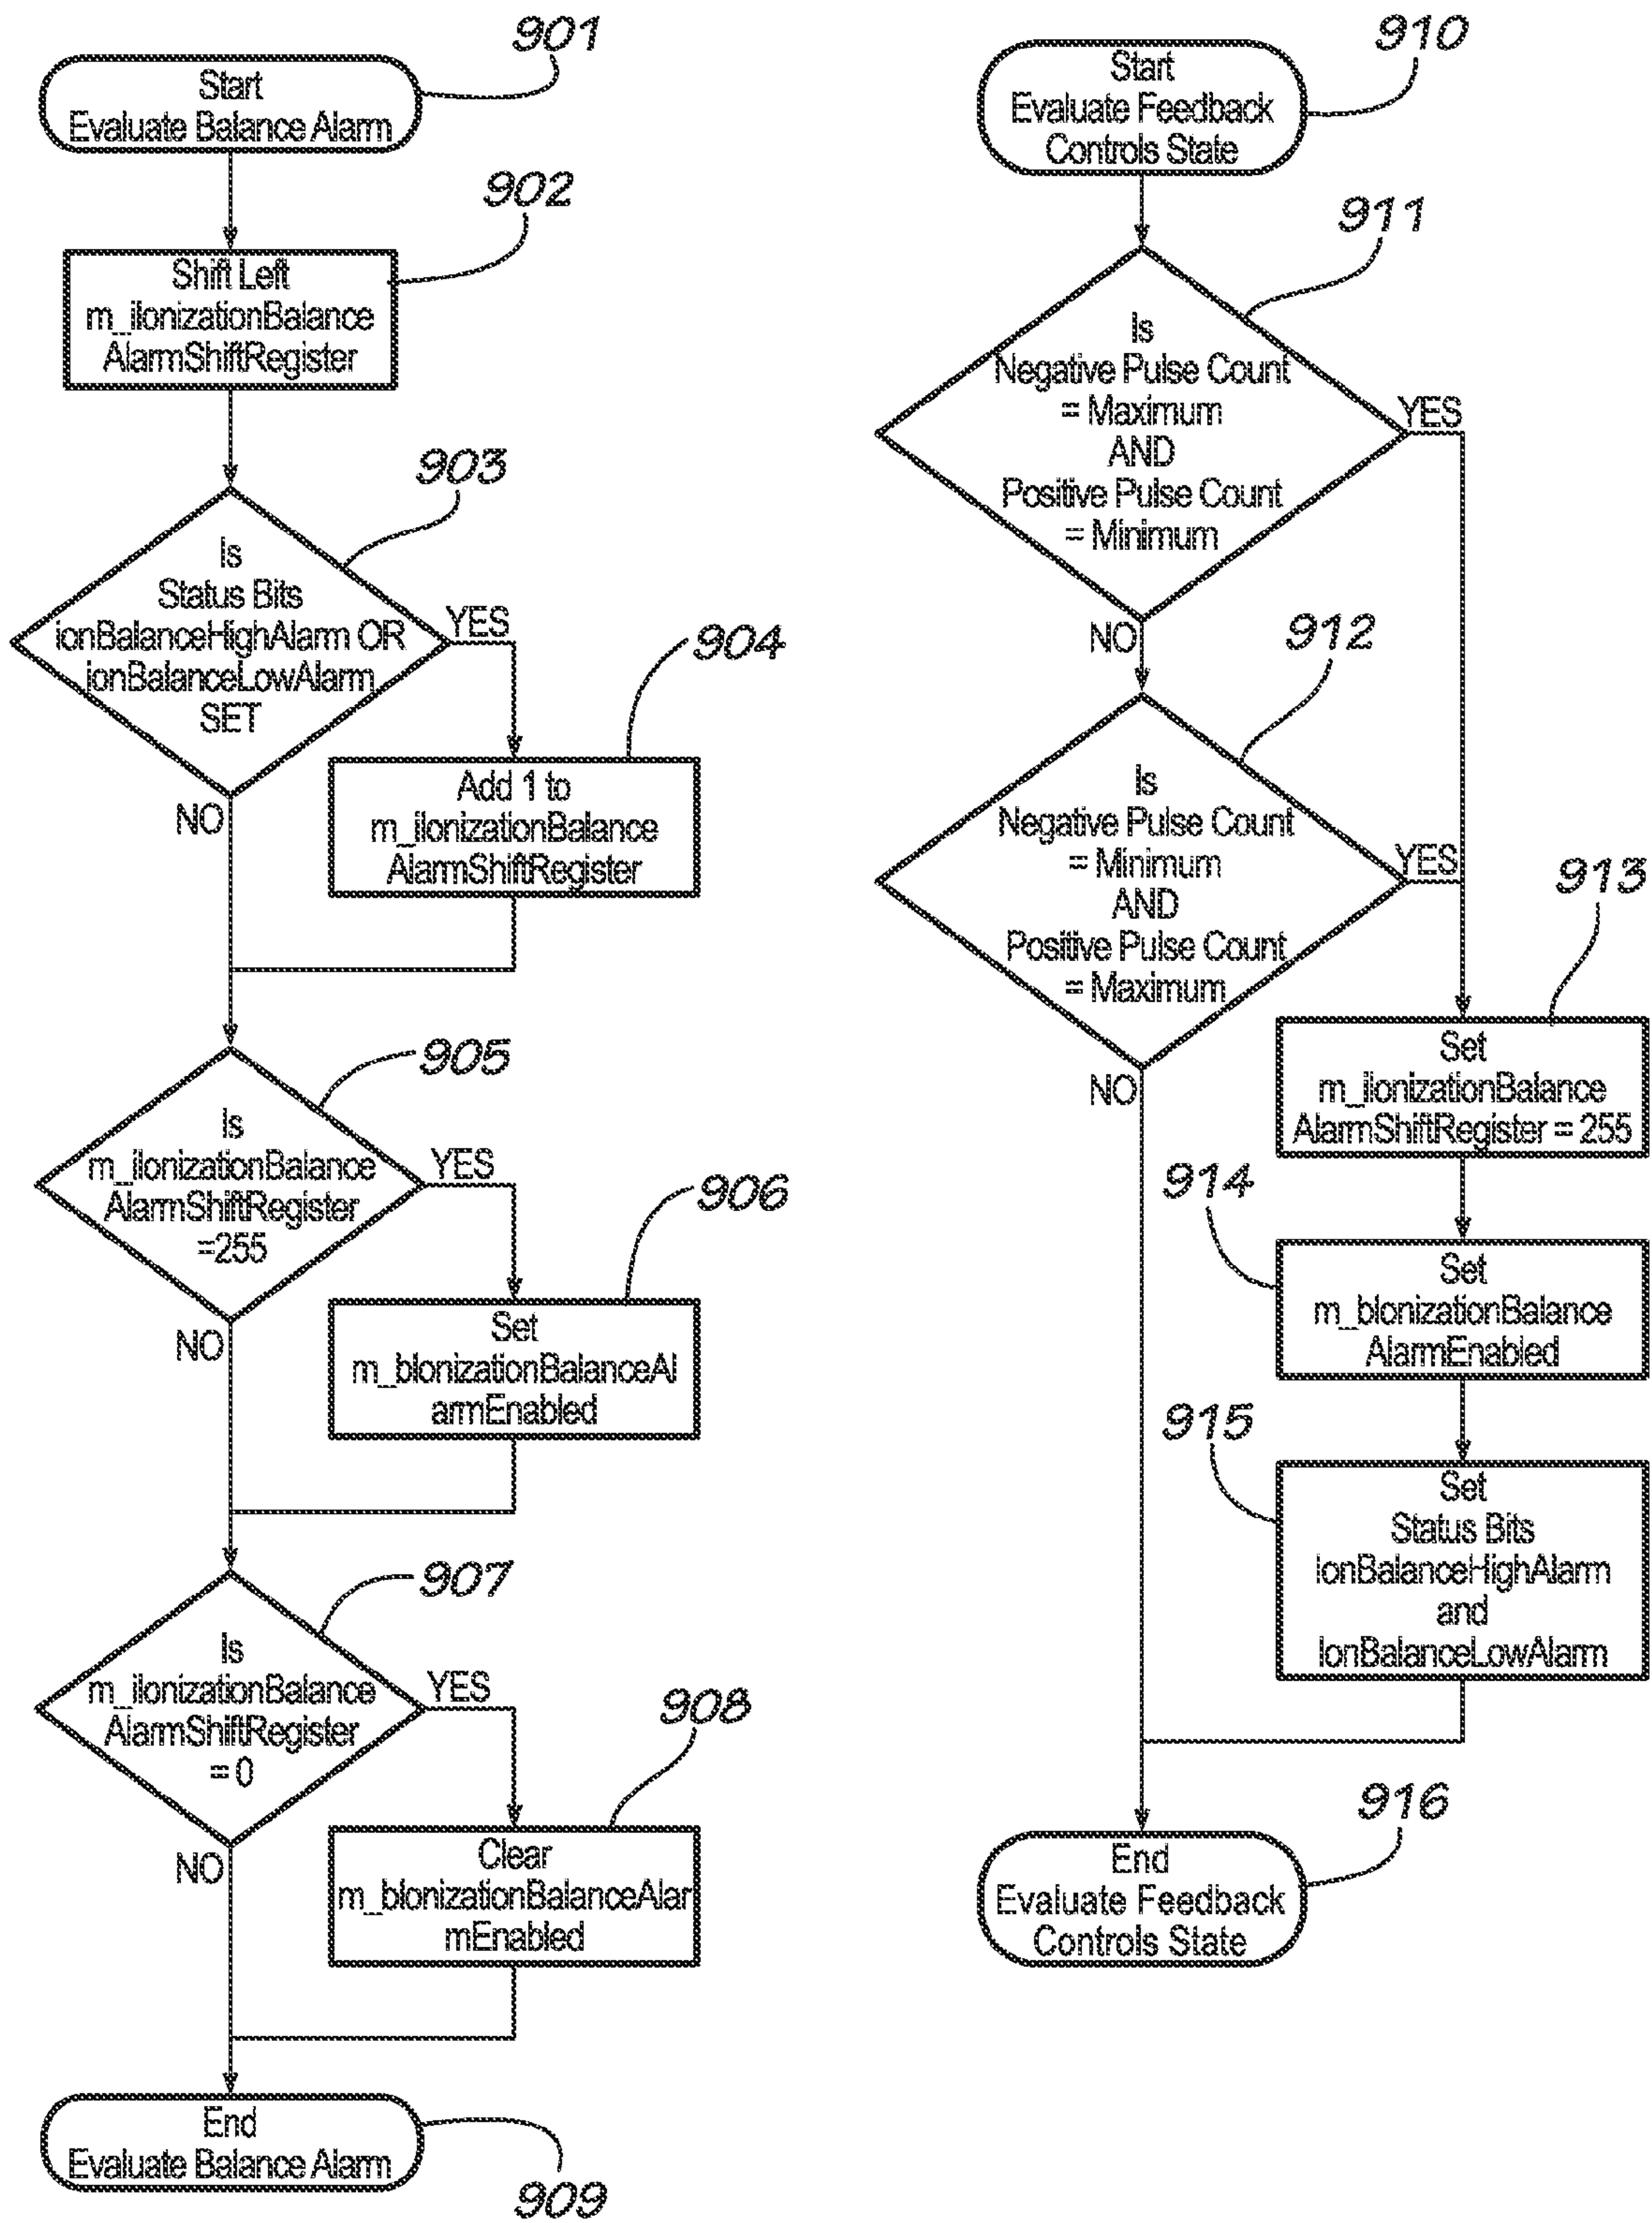 901
Start
Evaluate Balance Alarm
902
Shift Left
m_iIonizationBalance
AlarmShiftRegister
903
Is
Status Bits
ionBalanceHighAlarm OR
ionBalanceLowAlarm
SET
YES
NO
904
Add 1 to
m_iIonizationBalance
AlarmShiftRegister
905
Is
m_iIonizationBalance
AlarmShiftRegister
=255
YES
NO
906
Set
m_bIonizationBalanceAl
armEnabled
907
Is
m_iIonizationBalance
AlarmShiftRegister
= 0
YES
NO
908
Clear
m_bIonizationBalanceAlar
mEnabled
End
Evaluate Balance Alarm
909
910
Start
Evaluate Feedback
Controls State
911
Is
Negative Pulse Count
= Maximum
AND
Positive Pulse Count
= Minimum
YES
NO
912
Is
Negative Pulse Count
= Minimum
AND
Positive Pulse Count
= Maximum
YES
NO
913
Set
m_iIonizationBalance
AlarmShiftRegister = 255
914
Set
m_bIonizationBalance
AlarmEnabled
915
Set
Status Bits
IonBalanceHighAlarm
and
IonBalanceLowAlarm
916
End
Evaluate Feedback
Controls State